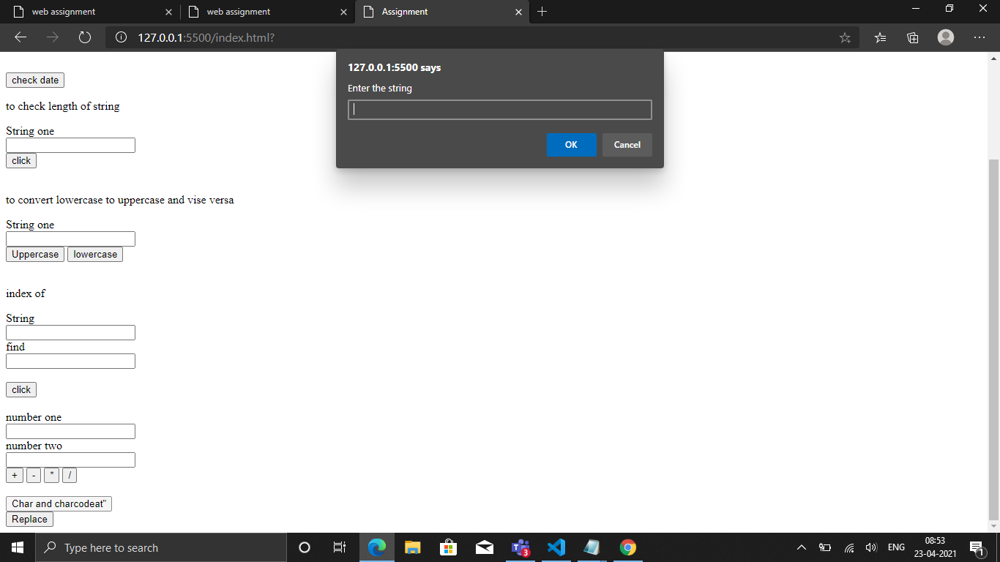 web assignment
web assignment
Assignment
127.0.0.1:5500/index.html?
127.0.0.1:5500 says
Enter the string
OK Cancel
check date
to check length of string
String one
click
to convert lowercase to uppercase and vise versa
String one
Uppercase lowercase
index of
String
find
click
number one
number two
+ - * /
Char and charcodeat"
Replace
Type here to search
3
ENG
08:53
23-04-2021
1